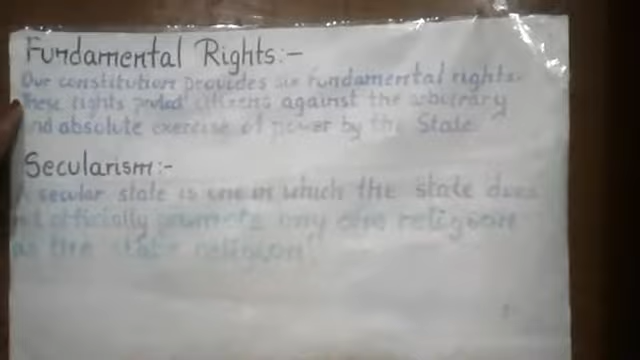 Fundamental Rights:-
Our constitution provides six fundamental rights.
These rights protect citizens against the arbitrary
and absolute exercise of power by the State.
Secularism:-
A secular state is one in which the state does
not officially promote any one religion
as the state religion"